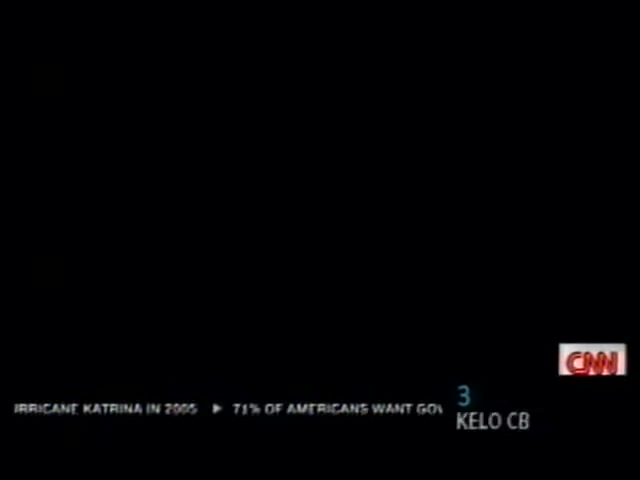 CNN
3
IRRICANE KATRINA IN 2005 ▶ 71% OF AMERICANS WANT GOV
KELO CB